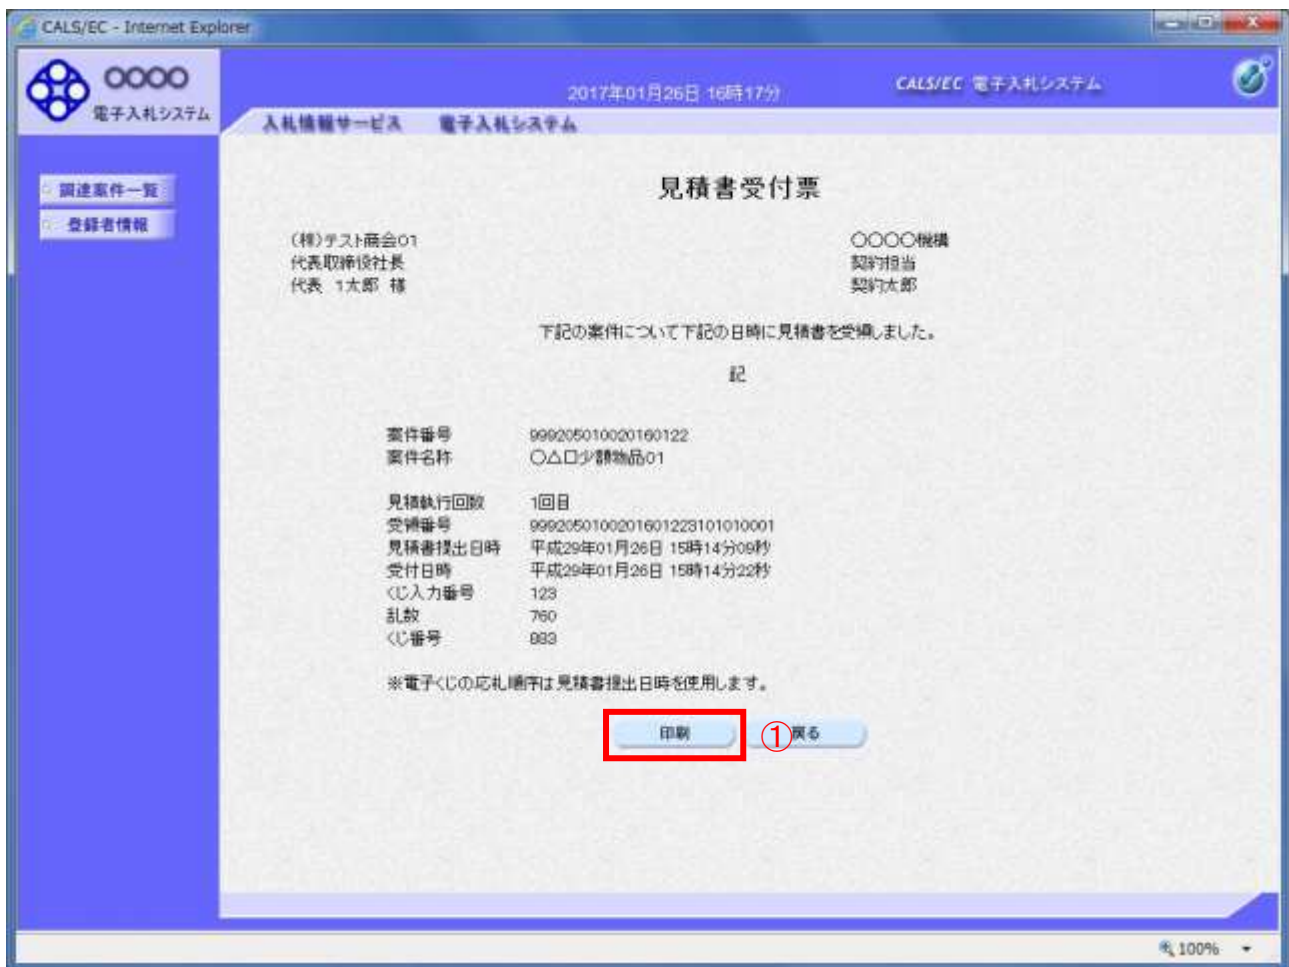 CALS/EC - Internet Explorer
〇〇〇〇
電子入札システム
2017年01月26日 16時17分
CALS/EC 電子入札システム
入札情報サービス 電子入札システム
調達案件一覧
登録者情報
見積書受付票
(株)テスト商会01
代表取締役社長
代表 1太郎 様
〇〇〇〇機構
契約担当
契約太郎
下記の案件について下記の日時に見積書を受領しました。
記
案件番号 999205010020160122
案件名称 〇△□少額物品01
見積執行回数 1回目
受領番号 9992050100201601223101010001
見積書提出日時 平成29年01月26日 15時14分09秒
受付日時 平成29年01月26日 15時14分22秒
くじ入力番号 123
乱数 760
くじ番号 883
※電子くじの応札順序は見積書提出日時を使用します。
印刷 ①戻る
100%